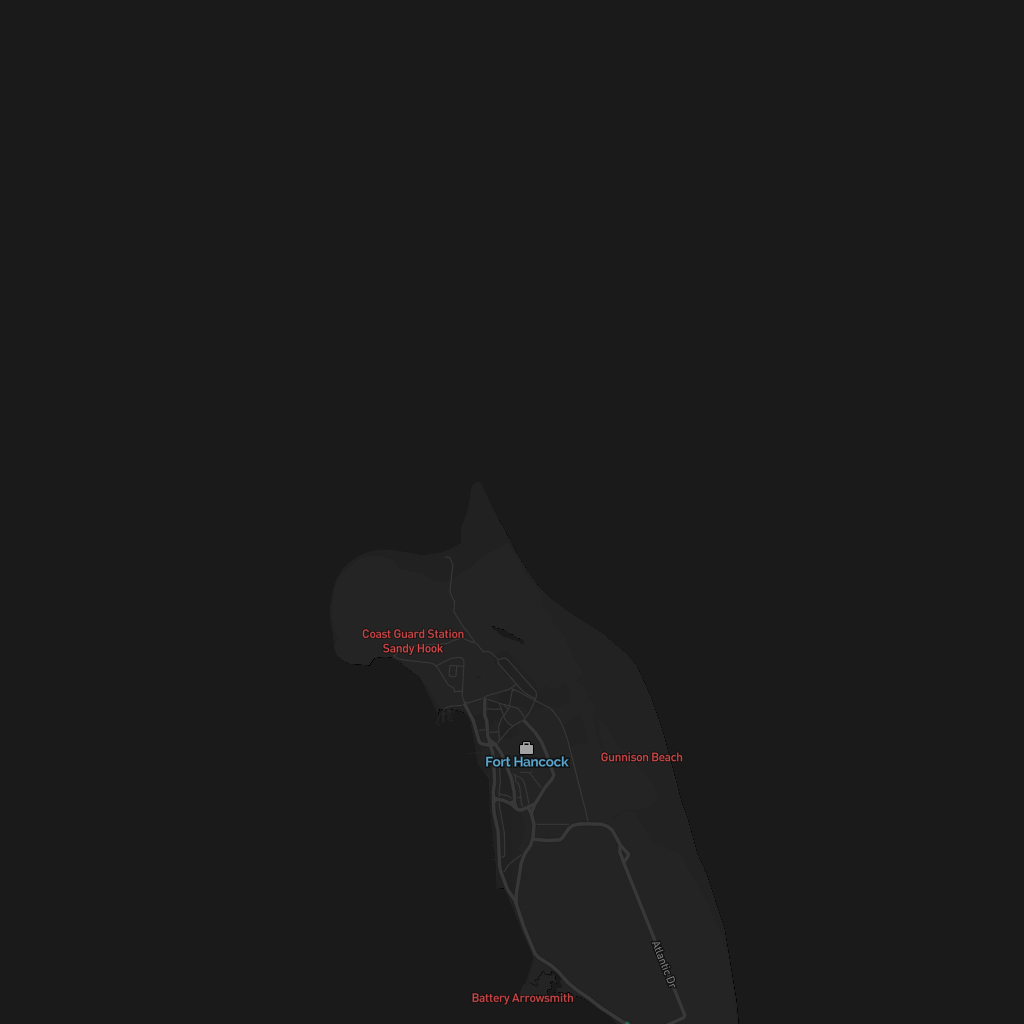 Coast Guard Station
Sandy Hook
Fort Hancock
Gunnison Beach
Atlantic Dr
Battery Arrowsmith